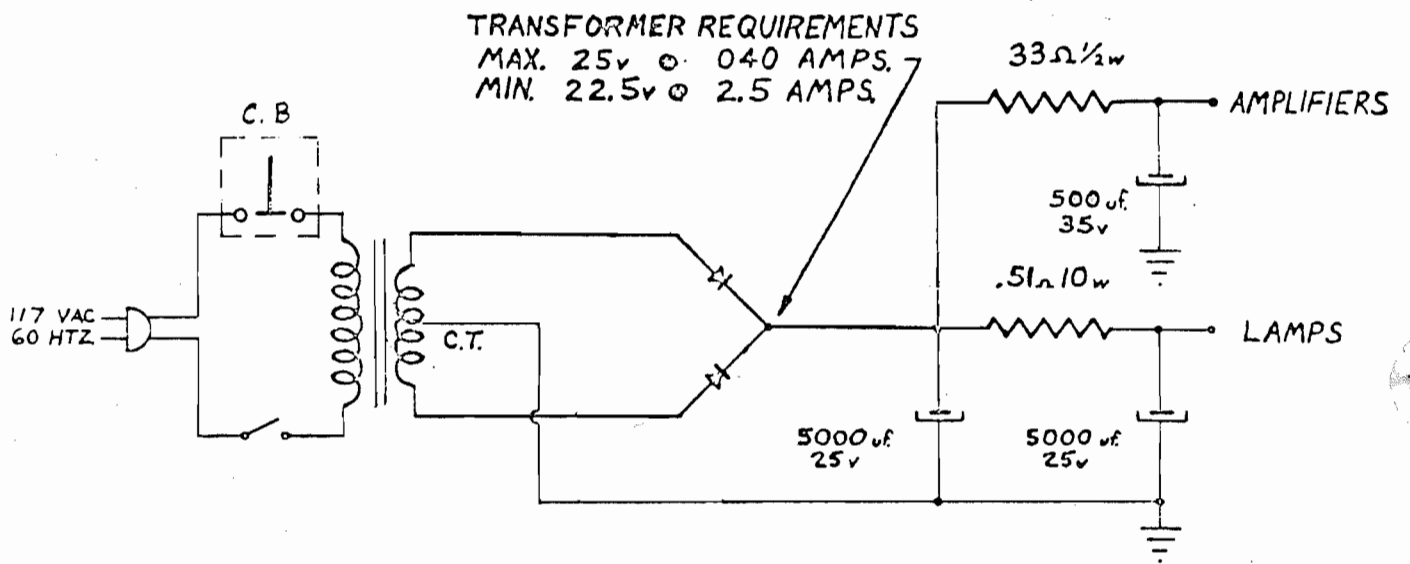 TRANSFORMER REQUIREMENTS
MAX. 25v @ 040 AMPS.
MIN. 22.5v @ 2.5 AMPS.
33Ω ½w
C. B
AMPLIFIERS
500 uf.
35v
.51Ω 10w
117 VAC
60 HTZ
C.T.
LAMPS
5000 uf.
25v
5000 uf.
25v